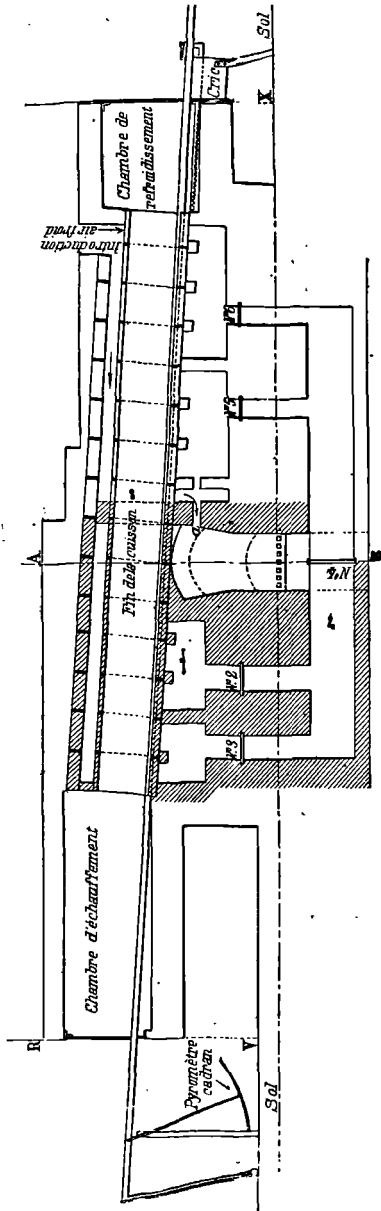 R
Chambre d'échauffement
Pyromètre
cadran
V
Sol
A
Fin de la cuisson
N°3
N°2
N°5
N°6
Introduction
air froid
Chambre de
refroidissement
Cric
X
Sol